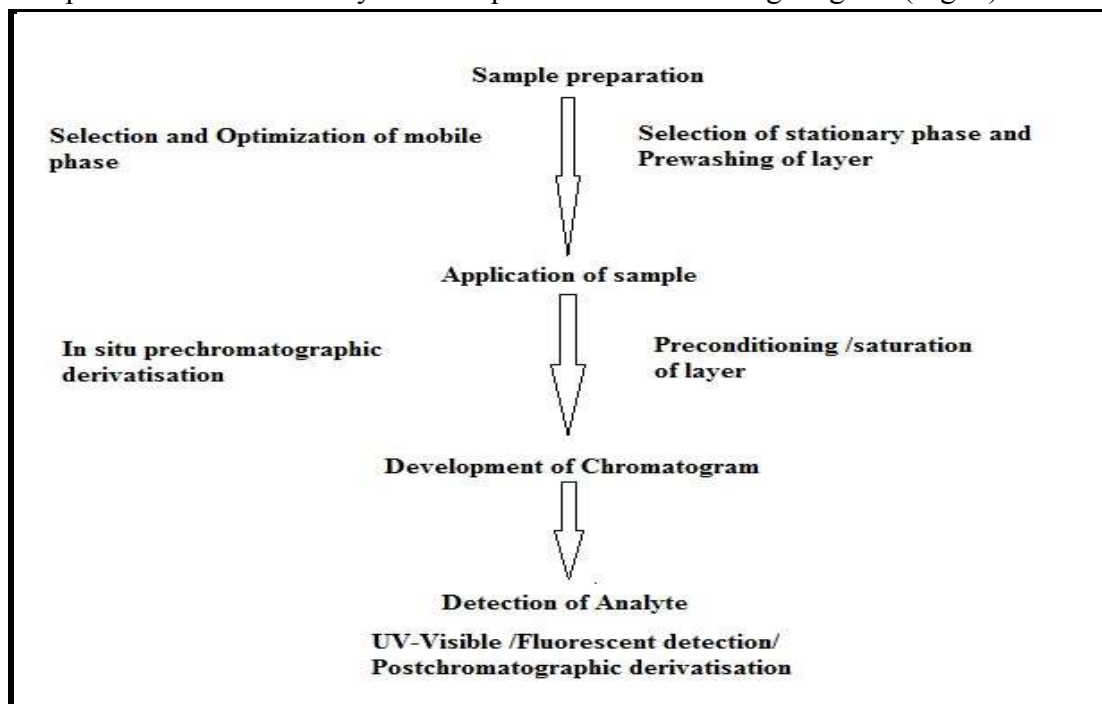 Sample preparation
Selection and Optimization of mobile
phase
Selection of stationary phase and
Prewashing of layer
Application of sample
In situ prechromatographic
derivatisation
Preconditioning /saturation
of layer
Development of Chromatogram
Detection of Analyte
UV-Visible /Fluorescent detection/
Postchromatographic derivatisation